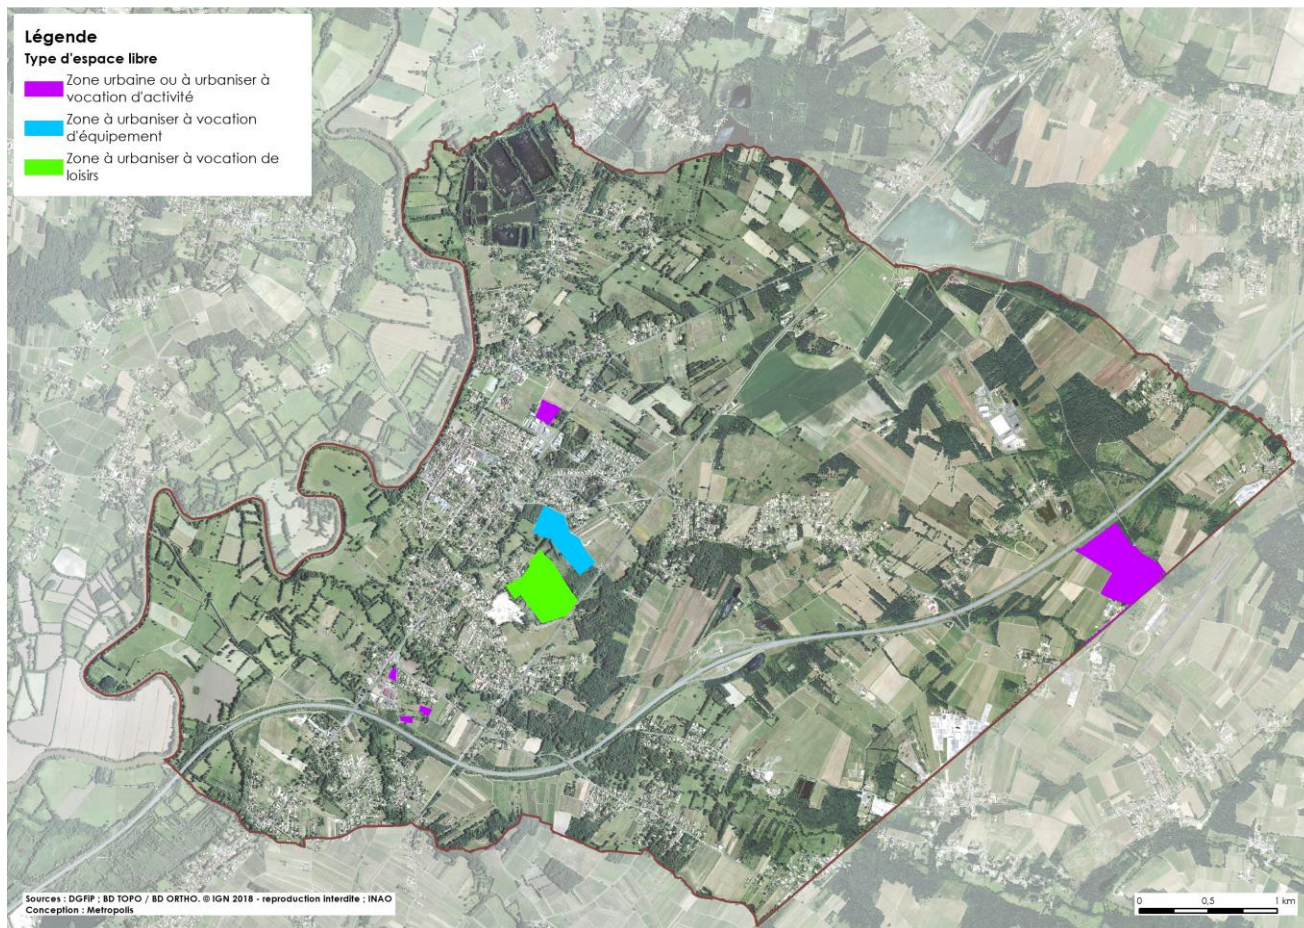 Légende
Type d'espace libre
Zone urbaine ou à urbaniser à
vocation d'activité
Zone à urbaniser à vocation
d'équipement
Zone à urbaniser à vocation de
loisirs
Sources : DGFiP ; BD TOPO / BD ORTHO. © IGN 2018 - reproduction interdite ; INAO
Conception : Metropolis
0 0,5 1 km